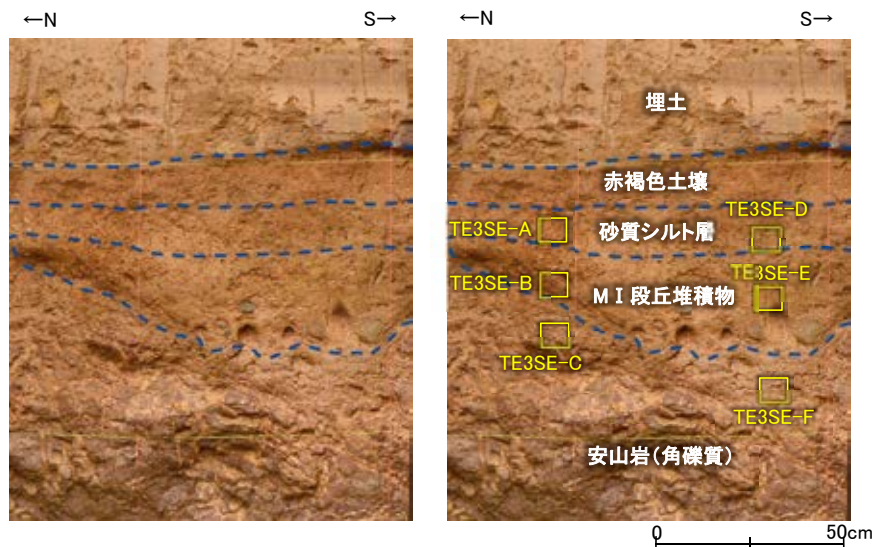 ←N
S→
←N
S→
埋土
赤褐色土壌
TE3SE-D
TE3SE-A
砂質シルト層
TE3SE-E
TE3SE-B
MⅠ段丘堆積物
TE3SE-C
TE3SE-F
安山岩(角礫質)
0
50cm